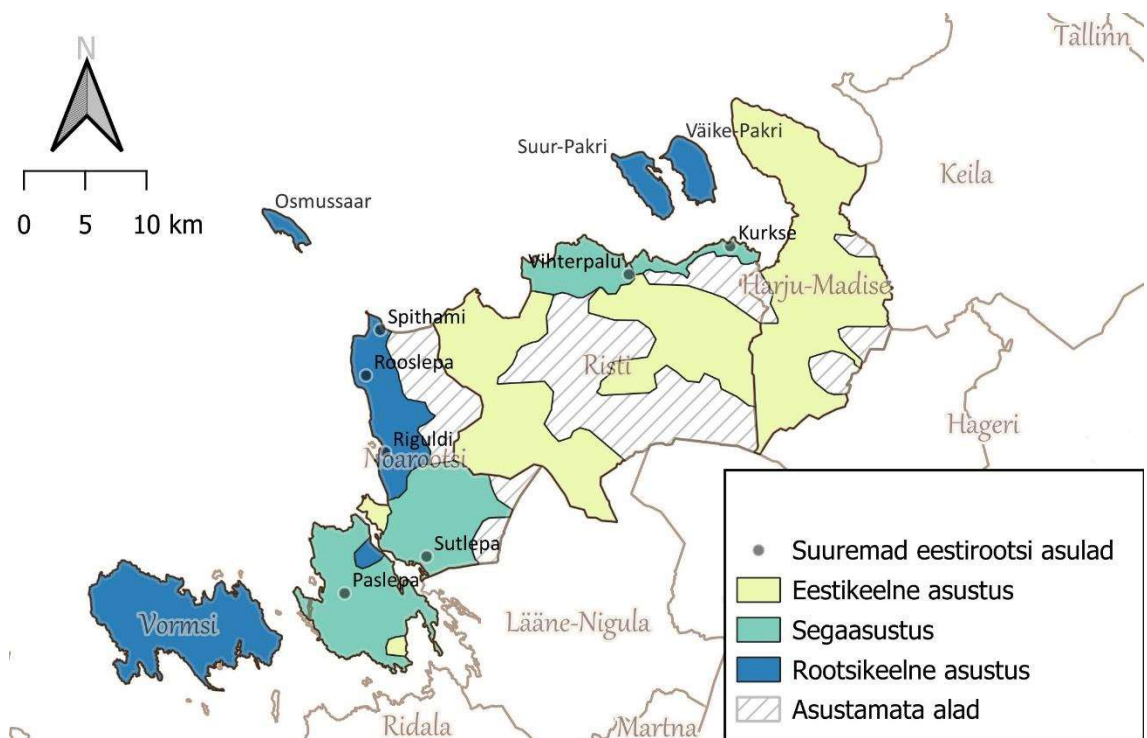 N
Tallinn
Väike-Pakri
Suur-Pakri
Keila
0 5 10 km
Osmussaar
Kurkse
Vihterpalu
Harju-Madise
Spithami
Risti
Rooslepa
Hageri
Riguldi
Noarootsi
Sutlepa
Paslepa
Vormsi
Lääne-Nigula
Ridala
Martna
Suuremad eestirootsi asulad
Eestikeelne asustus
Segaasustus
Rootsikeelne asustus
Asustamata alad